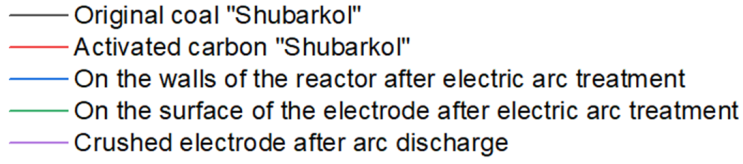 Original coal "Shubarkol"
Activated carbon "Shubarkol"
On the walls of the reactor after electric arc treatment
On the surface of the electrode after electric arc treatment
Crushed electrode after arc discharge